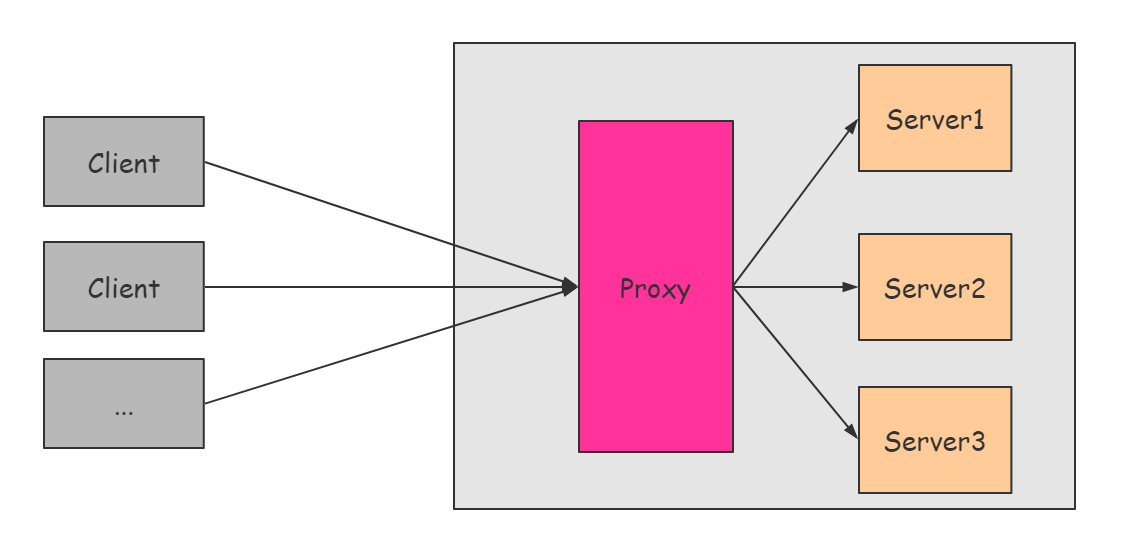 Client
Client
...
Proxy
Server1
Server2
Server3